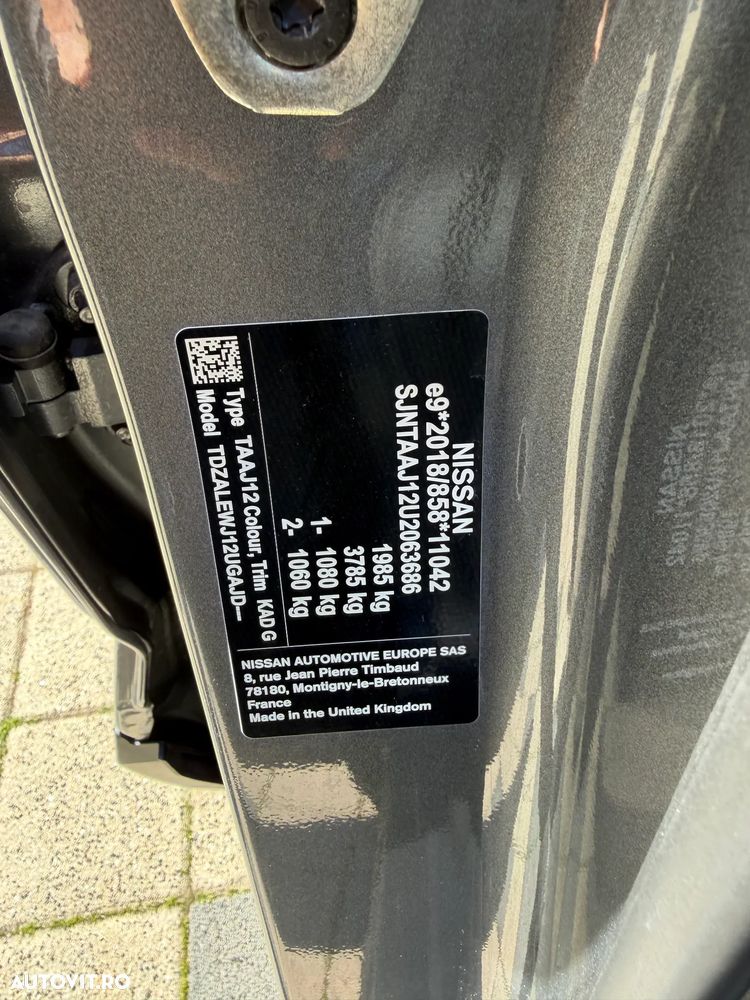 NISSAN
e9*2018/858*11042
SJNTAAJ12U2063686
1985 kg
3785 kg
1- 1080 kg
2- 1060 kg
Type TAAJ12 Colour, Trim KAD G
Model TDZALEWJ12UGAJD---
NISSAN AUTOMOTIVE EUROPE SAS
8, rue Jean Pierre Timbaud
78180, Montigny-le-Bretonneux
France
Made in the United Kingdom
AUTOVIT.RO